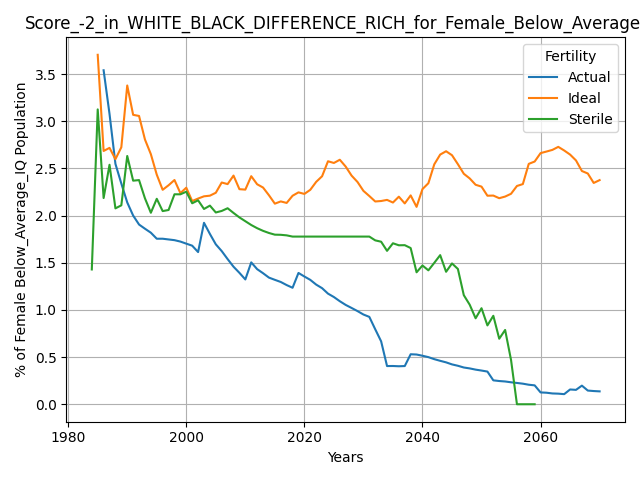 Score_-2_in_WHITE_BLACK_DIFFERENCE_RICH_for_Female_Below_Average
Fertility
Actual
Ideal
Sterile
% of Female Below_Average_IQ Population
3.5
3.0
2.5
2.0
1.5
1.0
0.5
0.0
1980 2000 2020 2040 2060
Years